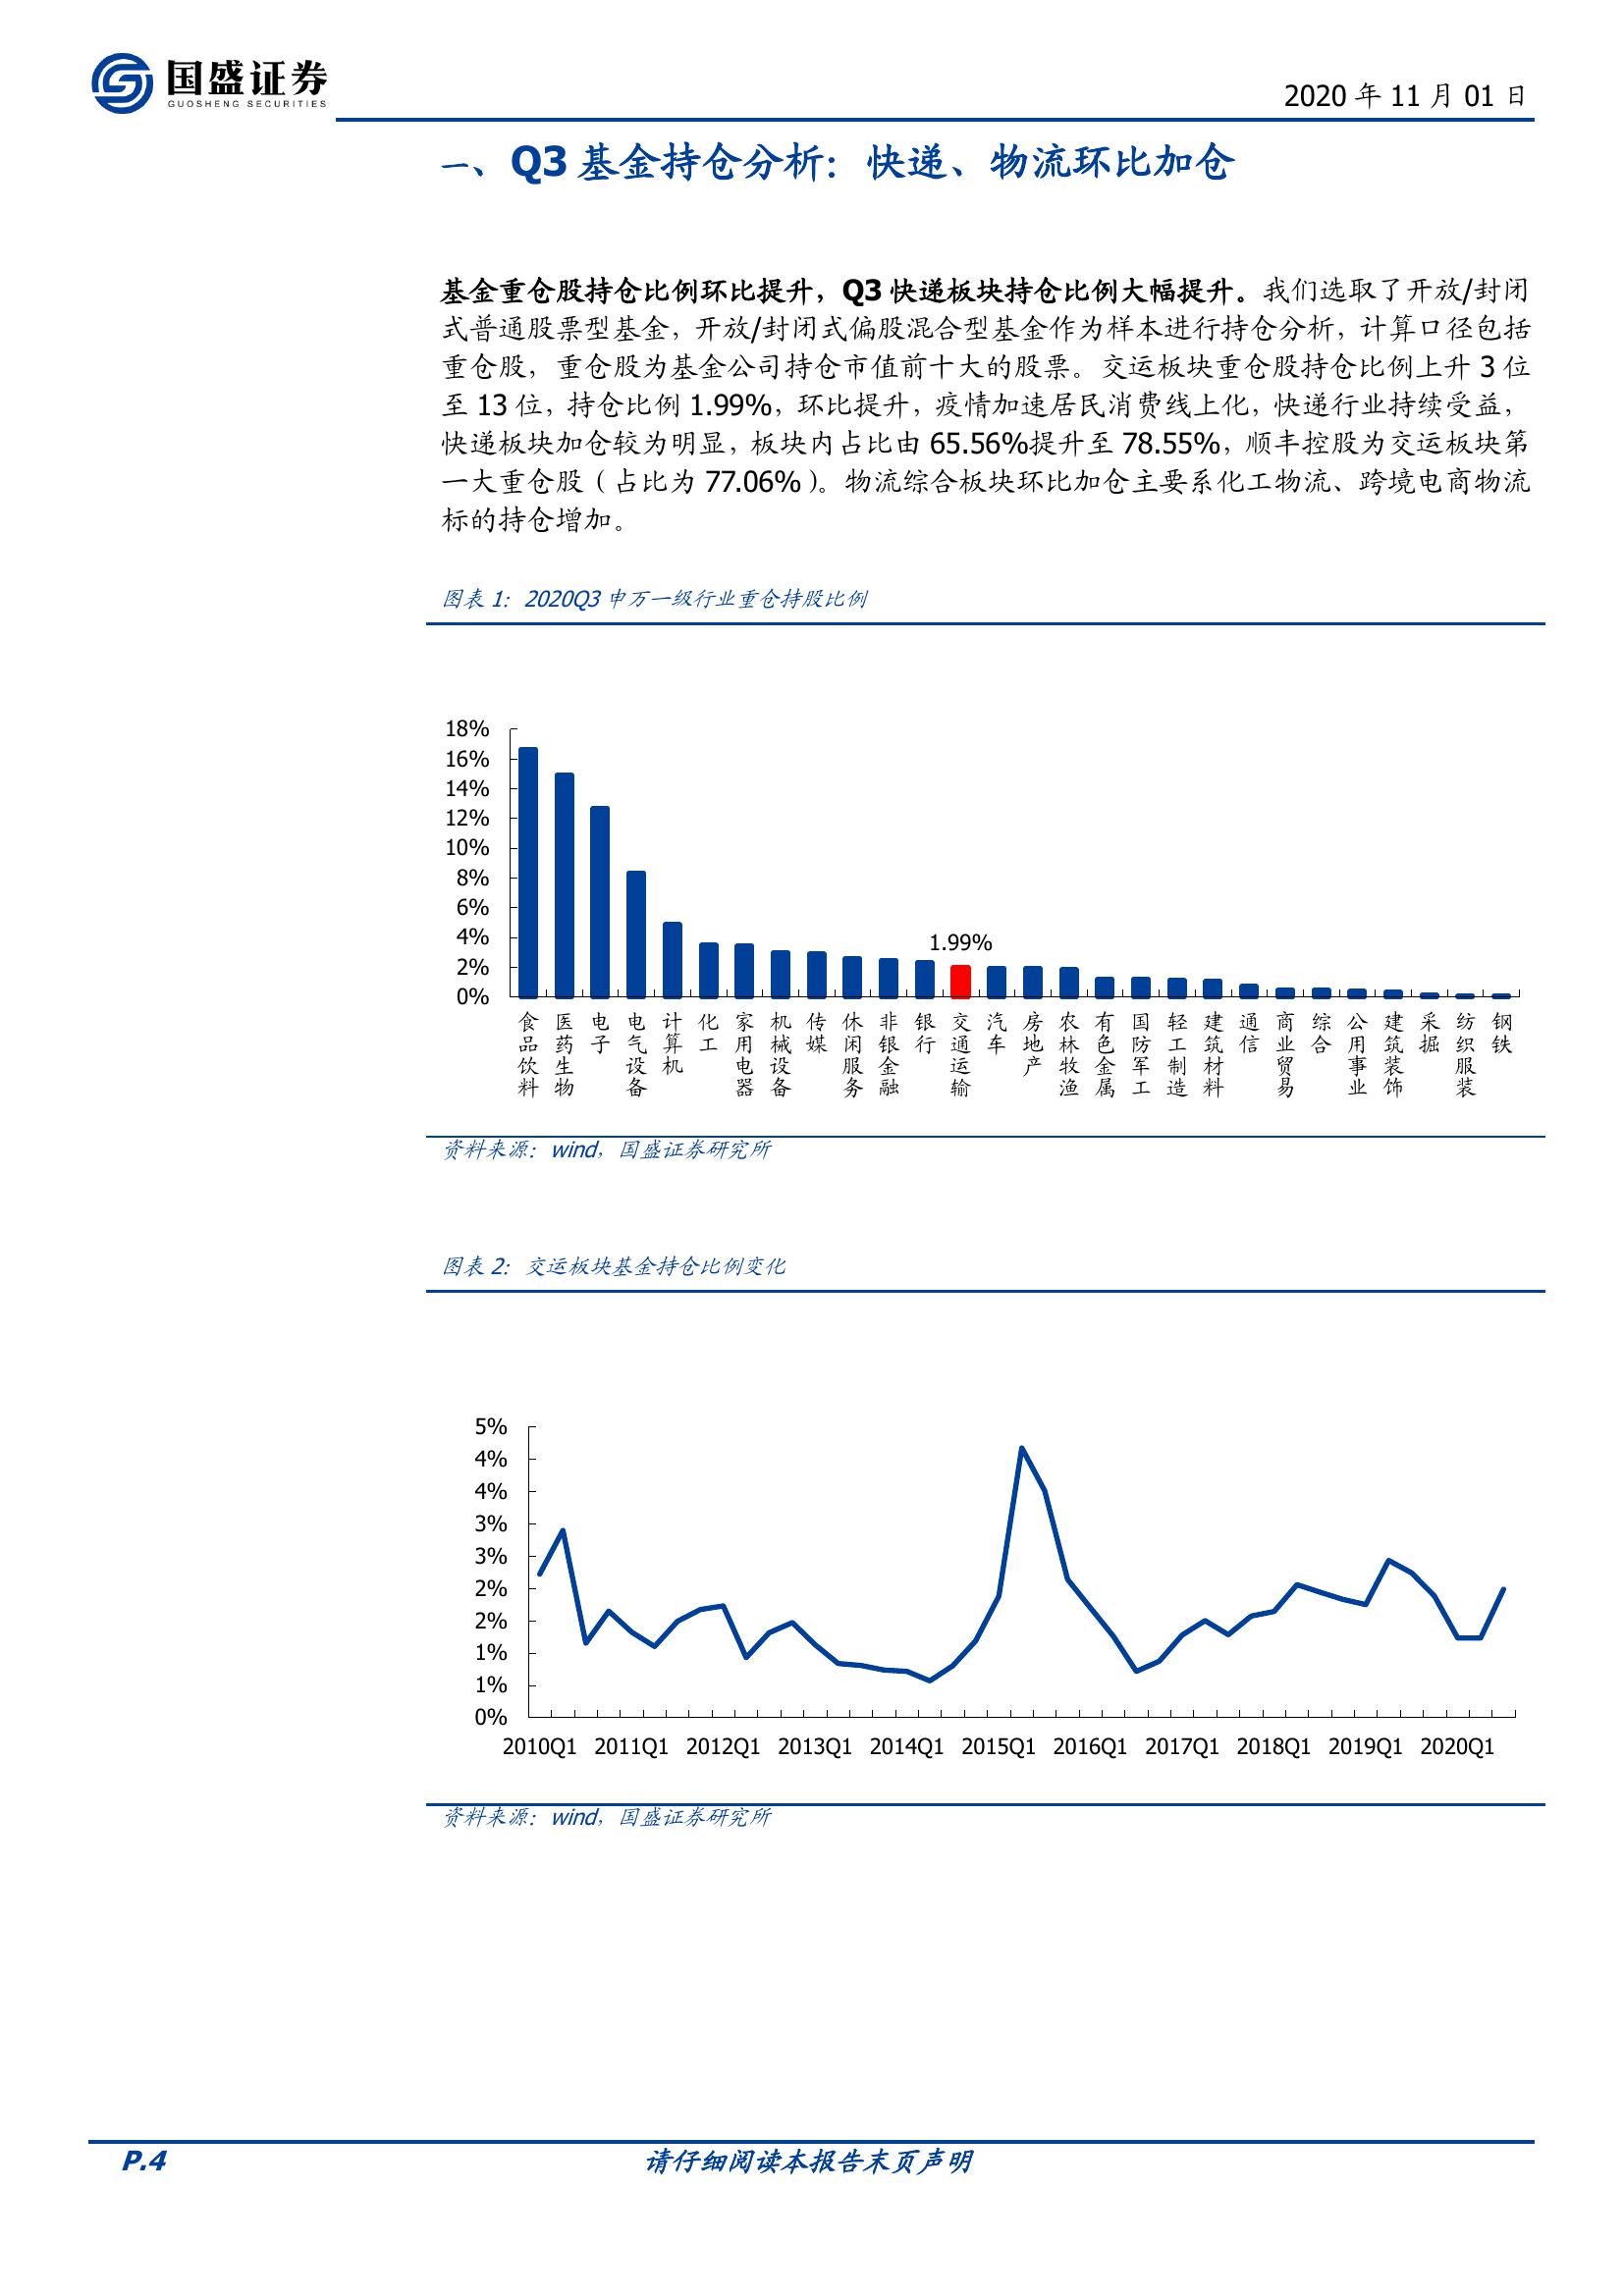 国盛证券
GUOSHENG SECURITIES
2020 年 11 月 01 日
一、Q3 基金持仓分析：快递、物流环比加仓
基金重仓股持仓比例环比提升，Q3 快递板块持仓比例大幅提升。我们选取了开放/封闭
式普通股票型基金，开放/封闭式偏股混合型基金作为样本进行持仓分析，计算口径包括
重仓股，重仓股为基金公司持仓市值前十大的股票。交运板块重仓股持仓比例上升 3 位
至 13 位，持仓比例 1.99%，环比提升，疫情加速居民消费线上化，快递行业持续受益，
快递板块加仓较为明显，板块内占比由 65.56%提升至 78.55%，顺丰控股为交运板块第
一大重仓股（占比为 77.06%）。物流综合板块环比加仓主要系化工物流、跨境电商物流
标的持仓增加。
图表 1：2020Q3 申万一级行业重仓持股比例
18%
16%
14%
12%
10%
8%
6%
4%
2%
0%
1.99%
食品饮料
医药生物
电子
电气设备
计算机
化工
家用电器
机械设备
传媒
休闲服务
非银金融
银行
交通运输
汽车
房地产
农林牧渔
有色金属
国防军工
轻工制造
建筑材料
通信
商业贸易
综合
公用事业
建筑装饰
采掘
纺织服装
钢铁
资料来源：wind，国盛证券研究所
图表 2：交运板块基金持仓比例变化
5%
4%
4%
3%
3%
2%
2%
1%
1%
0%
2010Q1 2011Q1 2012Q1 2013Q1 2014Q1 2015Q1 2016Q1 2017Q1 2018Q1 2019Q1 2020Q1
资料来源：wind，国盛证券研究所
P.4
请仔细阅读本报告末页声明